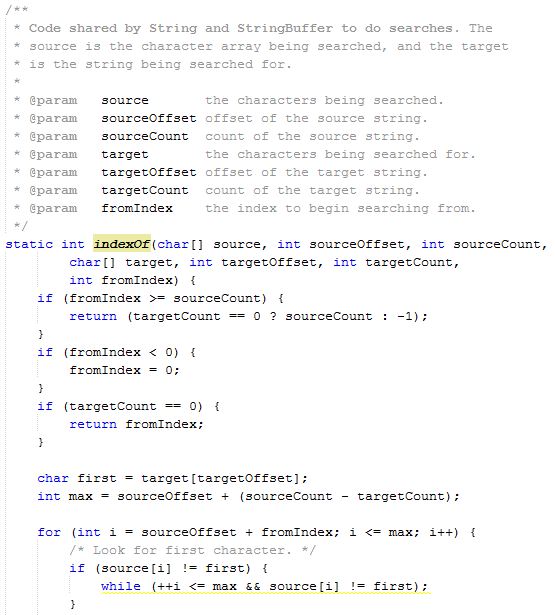 /**
 * Code shared by String and StringBuffer to do searches. The
 * source is the character array being searched, and the target
 * is the string being searched for.
 *
 * @param   source       the characters being searched.
 * @param   sourceOffset offset of the source string.
 * @param   sourceCount  count of the source string.
 * @param   target       the characters being searched for.
 * @param   targetOffset offset of the target string.
 * @param   targetCount  count of the target string.
 * @param   fromIndex    the index to begin searching from.
 */
static int indexOf(char[] source, int sourceOffset, int sourceCount,
        char[] target, int targetOffset, int targetCount,
        int fromIndex) {
    if (fromIndex >= sourceCount) {
        return (targetCount == 0 ? sourceCount : -1);
    }
    if (fromIndex < 0) {
        fromIndex = 0;
    }
    if (targetCount == 0) {
        return fromIndex;
    }

    char first = target[targetOffset];
    int max = sourceOffset + (sourceCount - targetCount);

    for (int i = sourceOffset + fromIndex; i <= max; i++) {
        /* Look for first character. */
        if (source[i] != first) {
            while (++i <= max && source[i] != first);
        }